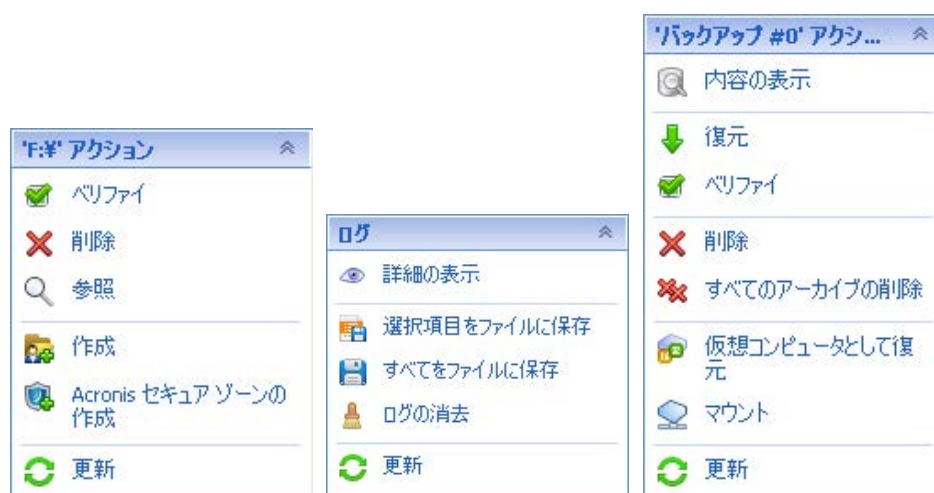 'F:¥' アクション
ベリファイ
削除
参照
作成
Acronis セキュア ゾーンの
作成
更新
ログ
詳細の表示
選択項目をファイルに保存
すべてをファイルに保存
ログの消去
更新
'バックアップ #0' アクシ...
内容の表示
復元
ベリファイ
削除
すべてのアーカイブの削除
仮想コンピュータとして復
元
マウント
更新